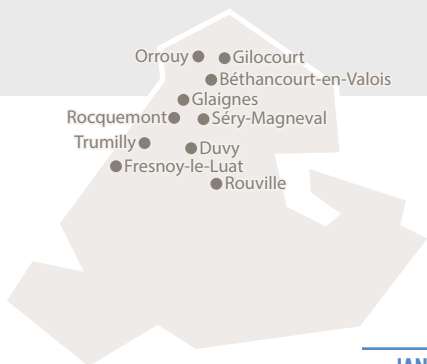 Orrouy
Gilocourt
Béthancourt-en-Valois
Glaignes
Rocquemont
Séry-Magneval
Trumilly
Duvy
Fresnoy-le-Luat
Rouville